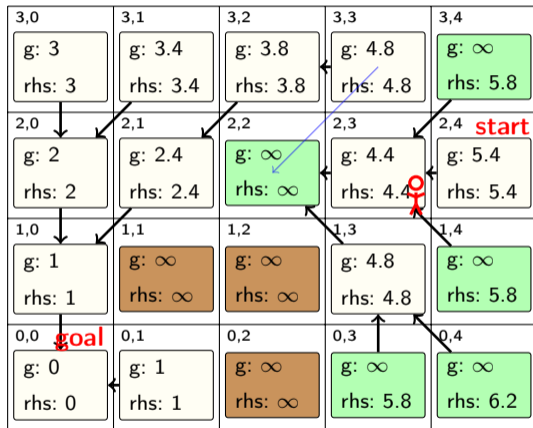 3,0 3,1 3,2 3,3 3,4
g: 3 g: 3.4 g: 3.8 g: 4.8 g: ∞
rhs: 3 rhs: 3.4 rhs: 3.8 rhs: 4.8 rhs: 5.8
2,0 2,1 2,2 2,3 2,4 start
g: 2 g: 2.4 g: ∞ g: 4.4 g: 5.4
rhs: 2 rhs: 2.4 rhs: ∞ rhs: 4.4 rhs: 5.4
1,0 1,1 1,2 1,3 1,4
g: 1 g: ∞ g: ∞ g: 4.8 g: ∞
rhs: 1 rhs: ∞ rhs: ∞ rhs: 4.8 rhs: 5.8
0,0 goal 0,1 0,2 0,3 0,4
g: 0 g: 1 g: ∞ g: ∞ g: ∞
rhs: 0 rhs: 1 rhs: ∞ rhs: 5.8 rhs: 6.2